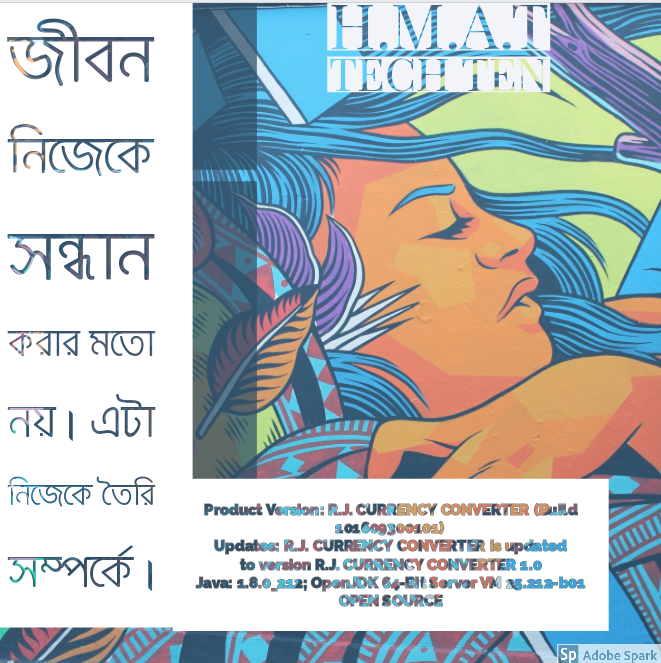 জীবন
নিজেকে
সন্ধান
করার মতো
নয়। এটা
নিজেকে তৈরি
সম্পর্কে।
H.M.A.T
TECH TEN
Product Version: R.J. CURRENCY CONVERTER (Build
101609300101)
Updates: R.J. CURRENCY CONVERTER is updated
to version R.J. CURRENCY CONVERTER 1.0
Java: 1.8.0_212; OpenJDK 64-Bit Server VM 25.212-b01
OPEN SOURCE
Sp Adobe Spark